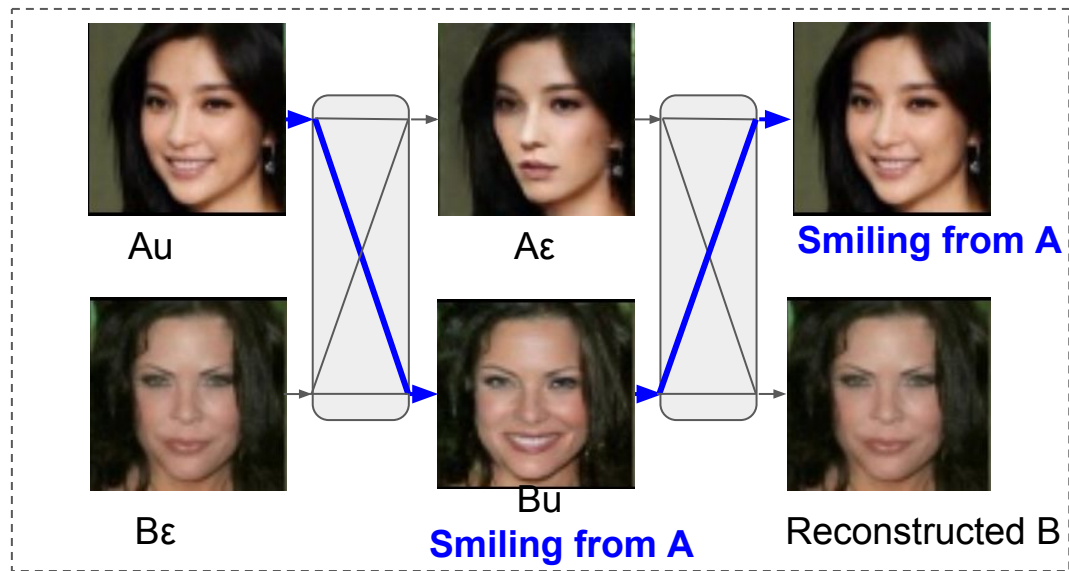 Au
Aε
Smiling from A
Bε
Bu
Smiling from A
Reconstructed B